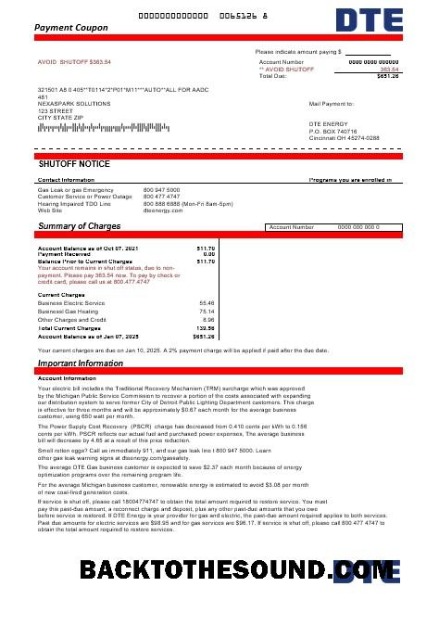 0000000000000 0065126 8
DTE
Payment Coupon
Please indicate amount paying $
AVOID SHUTOFF $383.54
Account Number 0000 0000 000000
** AVOID SHUTOFF 383.54
Total Due: $651.26
321501 A8 0.405**T0114*2*P01*M11***AUTO**ALL FOR AADC
481
NEXASPARK SOLUTIONS
123 STREET
CITY STATE ZIP
Mail Payment to:
DTE ENERGY
P.O. BOX 740716
Cincinnati OH 45274-0288
SHUTOFF NOTICE
Contact Information
Programs you are enrolled in
Gas Leak or gas Emergency 800 947 5000
Customer Service or Power Outage 800 477 4747
Hearing Impaired TDD Line 800 888 6886 (Mon-Fri 8am-5pm)
Web Site dteenergy.com
Summary of Charges
Account Number 0000 000 000 0
Account Balance as of Oct 07, 2021 511.70
Payment Received 0.00
Balance Prior to Current Charges 511.70
Your account remains in shut off status, due to non-
payment. Please pay 383.54 now. To pay by check or
credit card, please call us at 800.477.4747
Current Charges
Business Electric Service 55.46
Business Gas Heating 75.14
Other Charges and Credit 8.96
Total Current Charges 139.56
Account Balance as of Jan 07, 2025 $651.26
Your current charges are due on Jan 10, 2025. A 2% payment charge will be applied if paid after the due date.
Important Information
Account Information
Your electric bill includes the Traditional Recovery Mechanism (TRM) surcharge which was approved
by the Michigan Public Service Commission to recover a portion of the costs associated with expanding
our distribution system to serve former City of Detroit Public Lighting Department customers. This charge
is effective for three months and will be approximately $0.67 each month for the average business
customer, using 650 watt per month.
The Power Supply Cost Recovery (PSCR) charge has decreased from 0.410 cents per kWh to 0.156
cents per kWh. PSCR reflects our actual fuel and purchased power expenses. The average business
bill will decrease by 4.65 at a result of the price reduction.
Small rotten eggs? Call us immediately 911, and our gas leak line I 800 947 5000. Learn
other gas leak warning signs at dteenergy.com/gassafety.
The average DTE Gas business customer is expected to save $2.37 each month because of energy
optimization programs over the remaining program life.
For the average Michigan business customer, renewable energy is estimated to avoid $3.08 per month
of new coal-fired generation costs.
If service is shut off, please call 18004774747 to obtain the total amount required to restore service. You must
pay this past-due amount, a reconnect charge and deposit, plus any other past-due amounts that you owe
before service is restored. If DTE Energy is your provider for gas and electric, the past-due amount required applies to both services.
Past due amounts for electric services are $98.95 and for gas services are $96.17. If service is shut off, please call 800 477 4747 to
obtain the total amount required to restore services.
BACKTOTHESOUND.COM
DTE